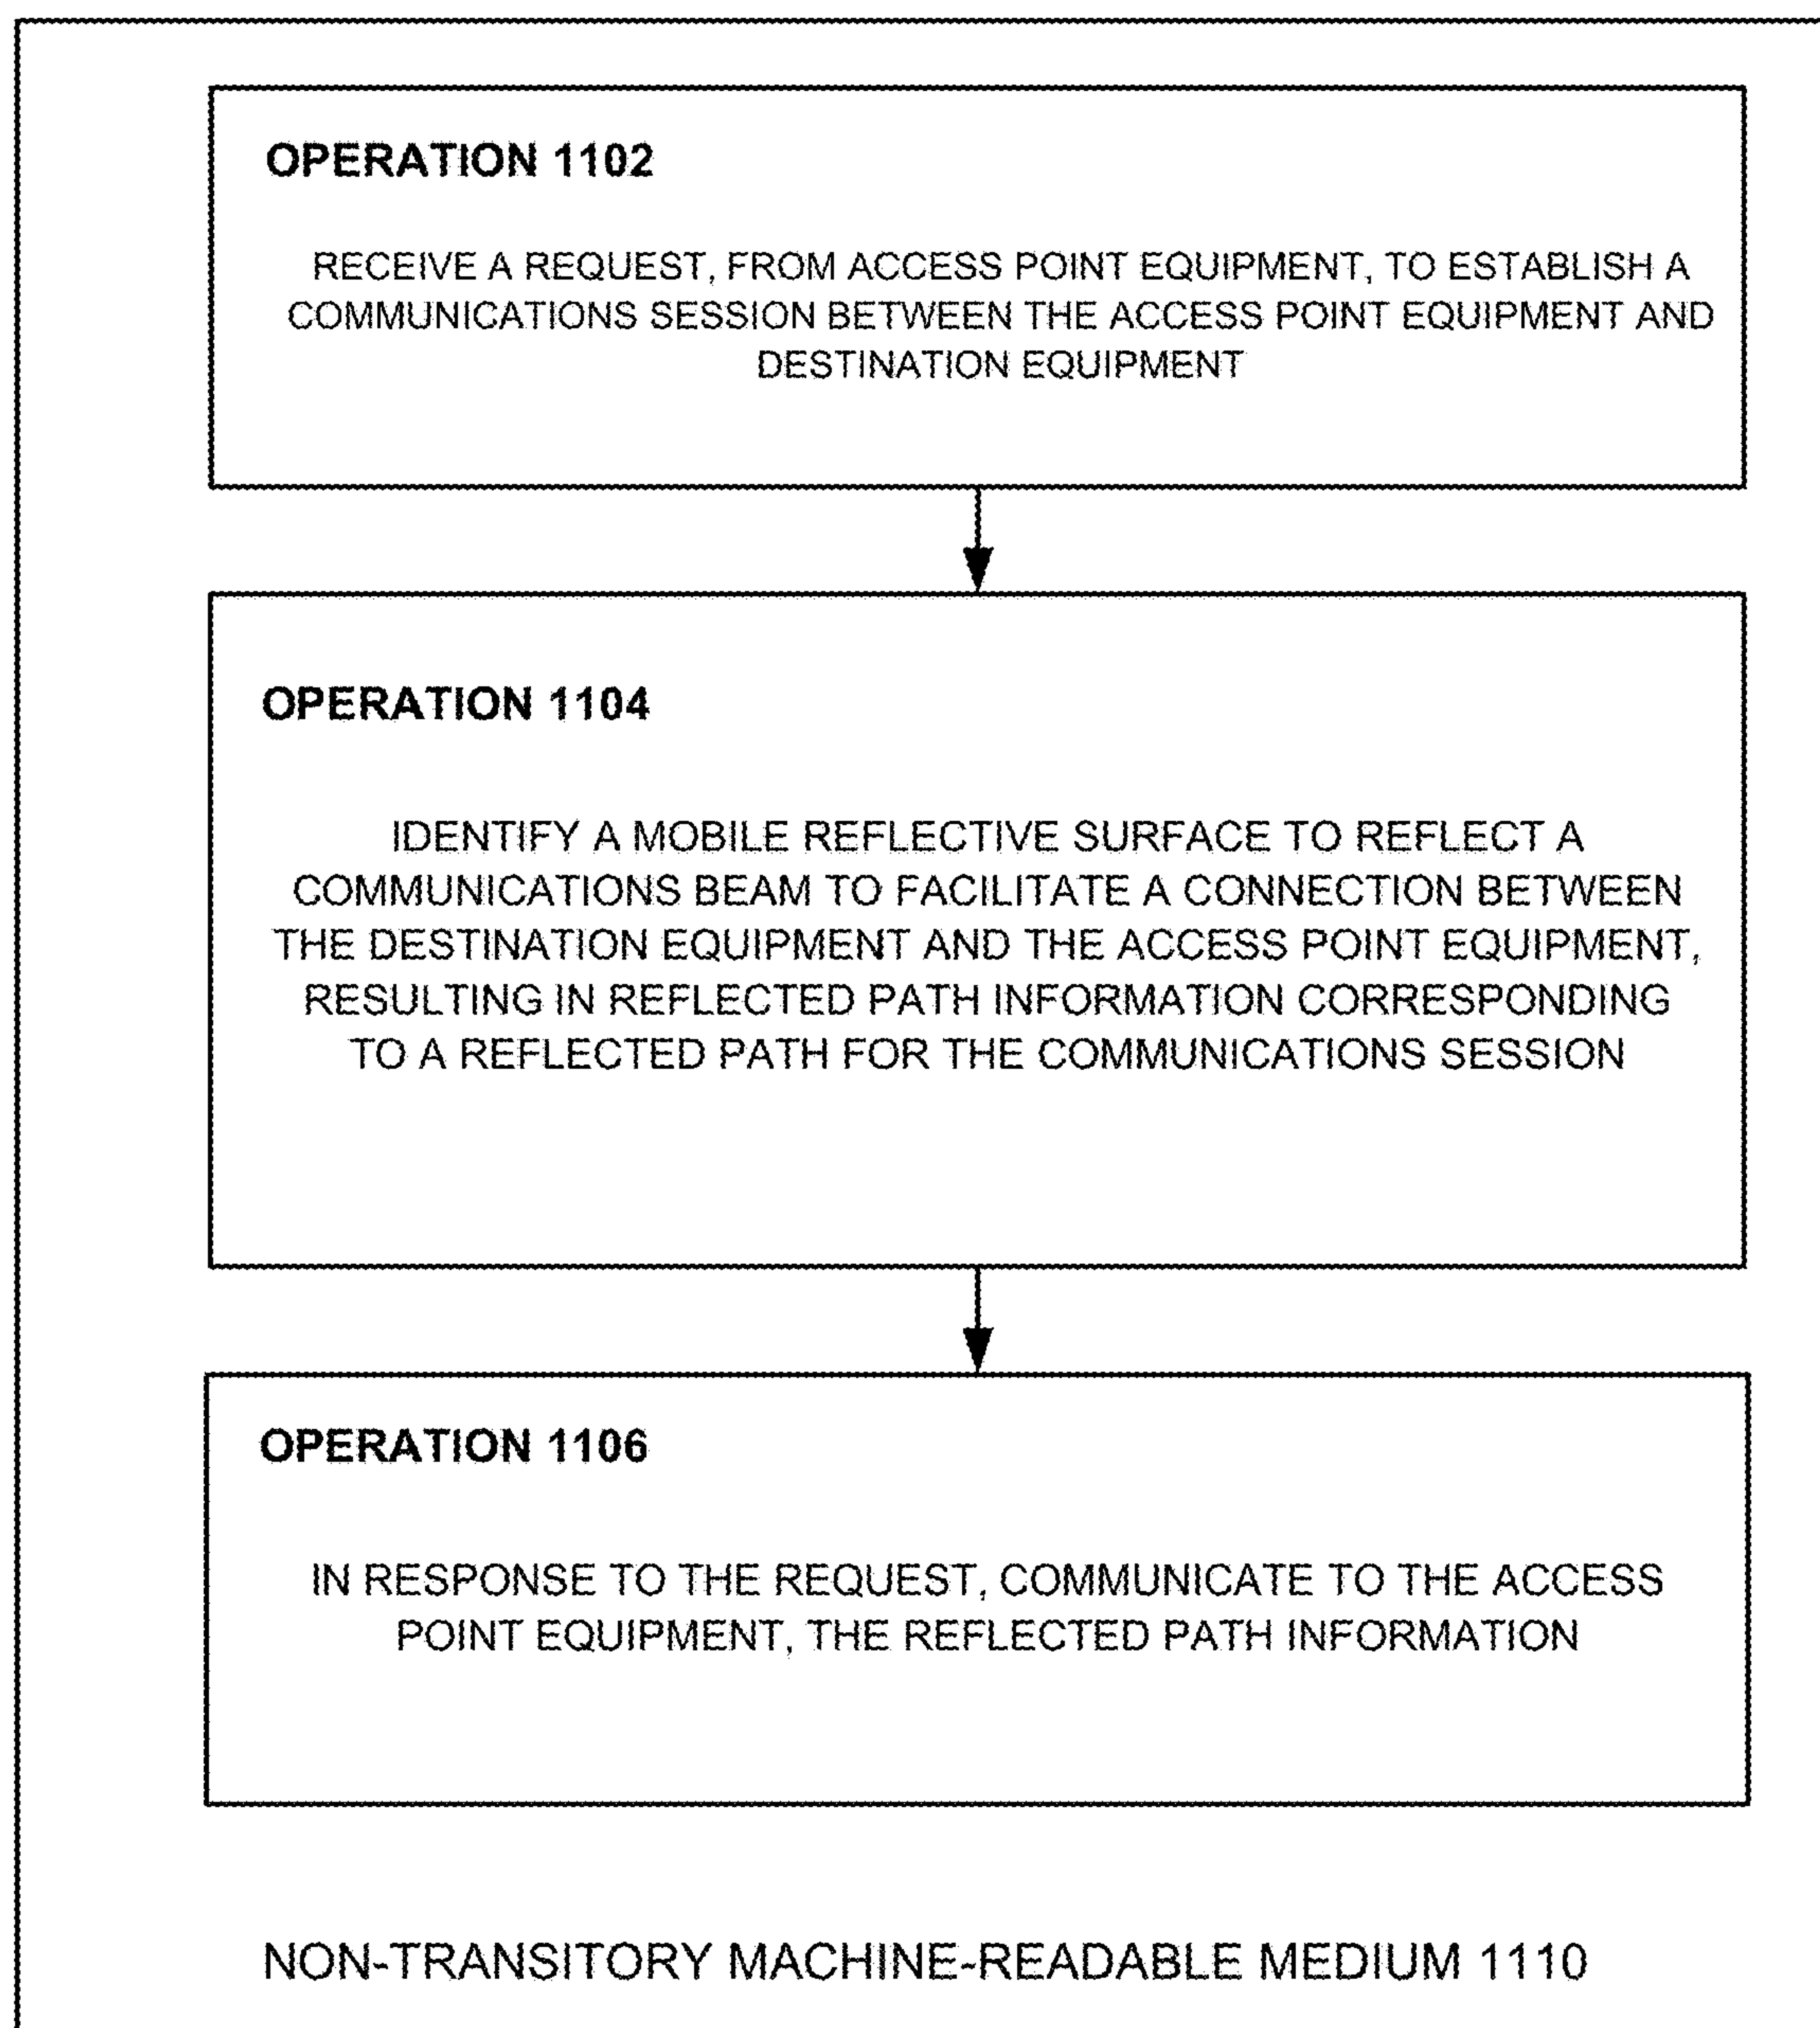 OPERATION 1102
RECEIVE A REQUEST, FROM ACCESS POINT EQUIPMENT, TO ESTABLISH A
COMMUNICATIONS SESSION BETWEEN THE ACCESS POINT EQUIPMENT AND
DESTINATION EQUIPMENT
OPERATION 1104
IDENTIFY A MOBILE REFLECTIVE SURFACE TO REFLECT A
COMMUNICATIONS BEAM TO FACILITATE A CONNECTION BETWEEN
THE DESTINATION EQUIPMENT AND THE ACCESS POINT EQUIPMENT,
RESULTING IN REFLECTED PATH INFORMATION CORRESPONDING
TO A REFLECTED PATH FOR THE COMMUNICATIONS SESSION
OPERATION 1106
IN RESPONSE TO THE REQUEST, COMMUNICATE TO THE ACCESS
POINT EQUIPMENT, THE REFLECTED PATH INFORMATION
NON-TRANSITORY MACHINE-READABLE MEDIUM 1110